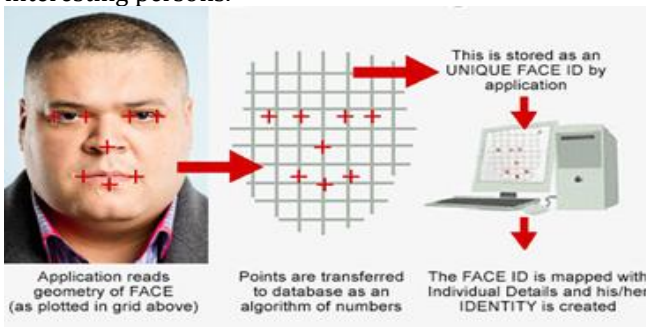 interesting persons.
This is stored as an
UNIQUE FACE ID by
application
Application reads
geometry of FACE
(as plotted in grid above)
Points are transferred
to database as an
algorithm of numbers
The FACE ID is mapped with
Individual Details and his/her
IDENTITY is created